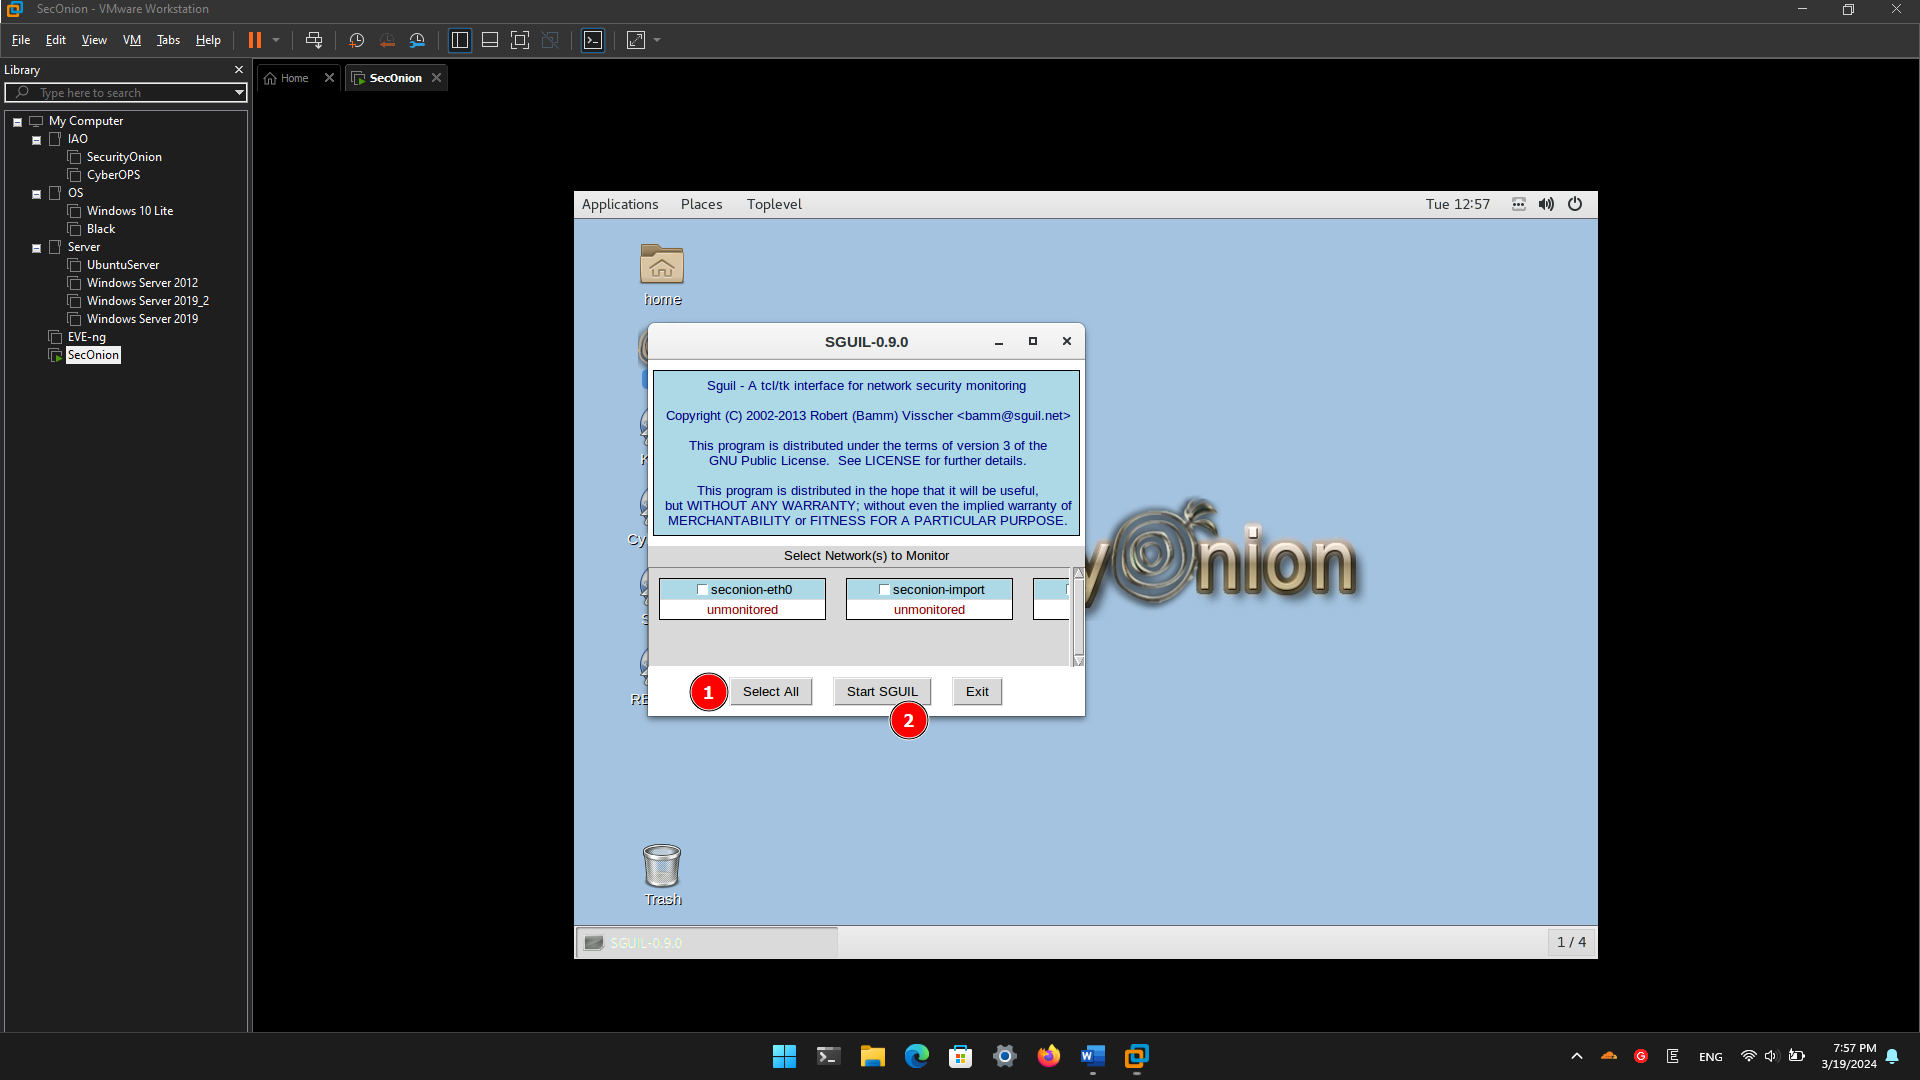 SecOnion - VMware Workstation
File Edit View VM Tabs Help
Library
Home
SecOnion
Type here to search
My Computer
IAO
SecurityOnion
CyberOPS
OS
Windows 10 Lite
Black
Server
UbuntuServer
Windows Server 2012
Windows Server 2019_2
Windows Server 2019
EVE-ng
SecOnion
Applications Places Toplevel
Tue 12:57
home
SGUIL-0.9.0
Sguil - A tcl/tk interface for network security monitoring
Copyright (C) 2002-2013 Robert (Bamm) Visscher <bamm@sguil.net>
This program is distributed under the terms of version 3 of the
GNU Public License. See LICENSE for further details.
This program is distributed in the hope that it will be useful,
but WITHOUT ANY WARRANTY; without even the implied warranty of
MERCHANTABILITY or FITNESS FOR A PARTICULAR PURPOSE.
Select Network(s) to Monitor
seconion-eth0
unmonitored
seconion-import
unmonitored
1 Select All Start SGUIL Exit
2
Cy
RE
yOnion
Trash
SGUIL-0.9.0
1 / 4
ENG
7:57 PM
3/19/2024